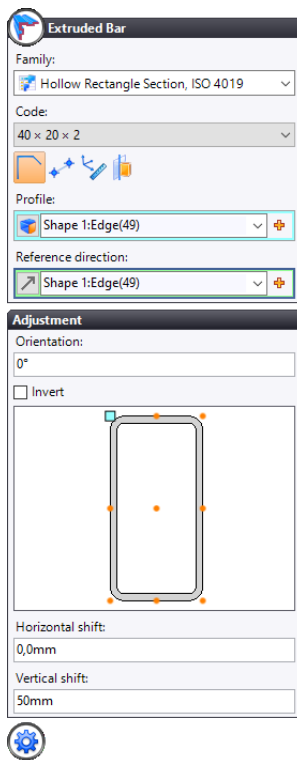 Extruded Bar
Family:
Hollow Rectangle Section, ISO 4019
Code:
40 × 20 × 2
Profile:
Shape 1:Edge(49)
Reference direction:
Shape 1:Edge(49)
Adjustment
Orientation:
0°
Invert
Horizontal shift:
0,0mm
Vertical shift:
50mm